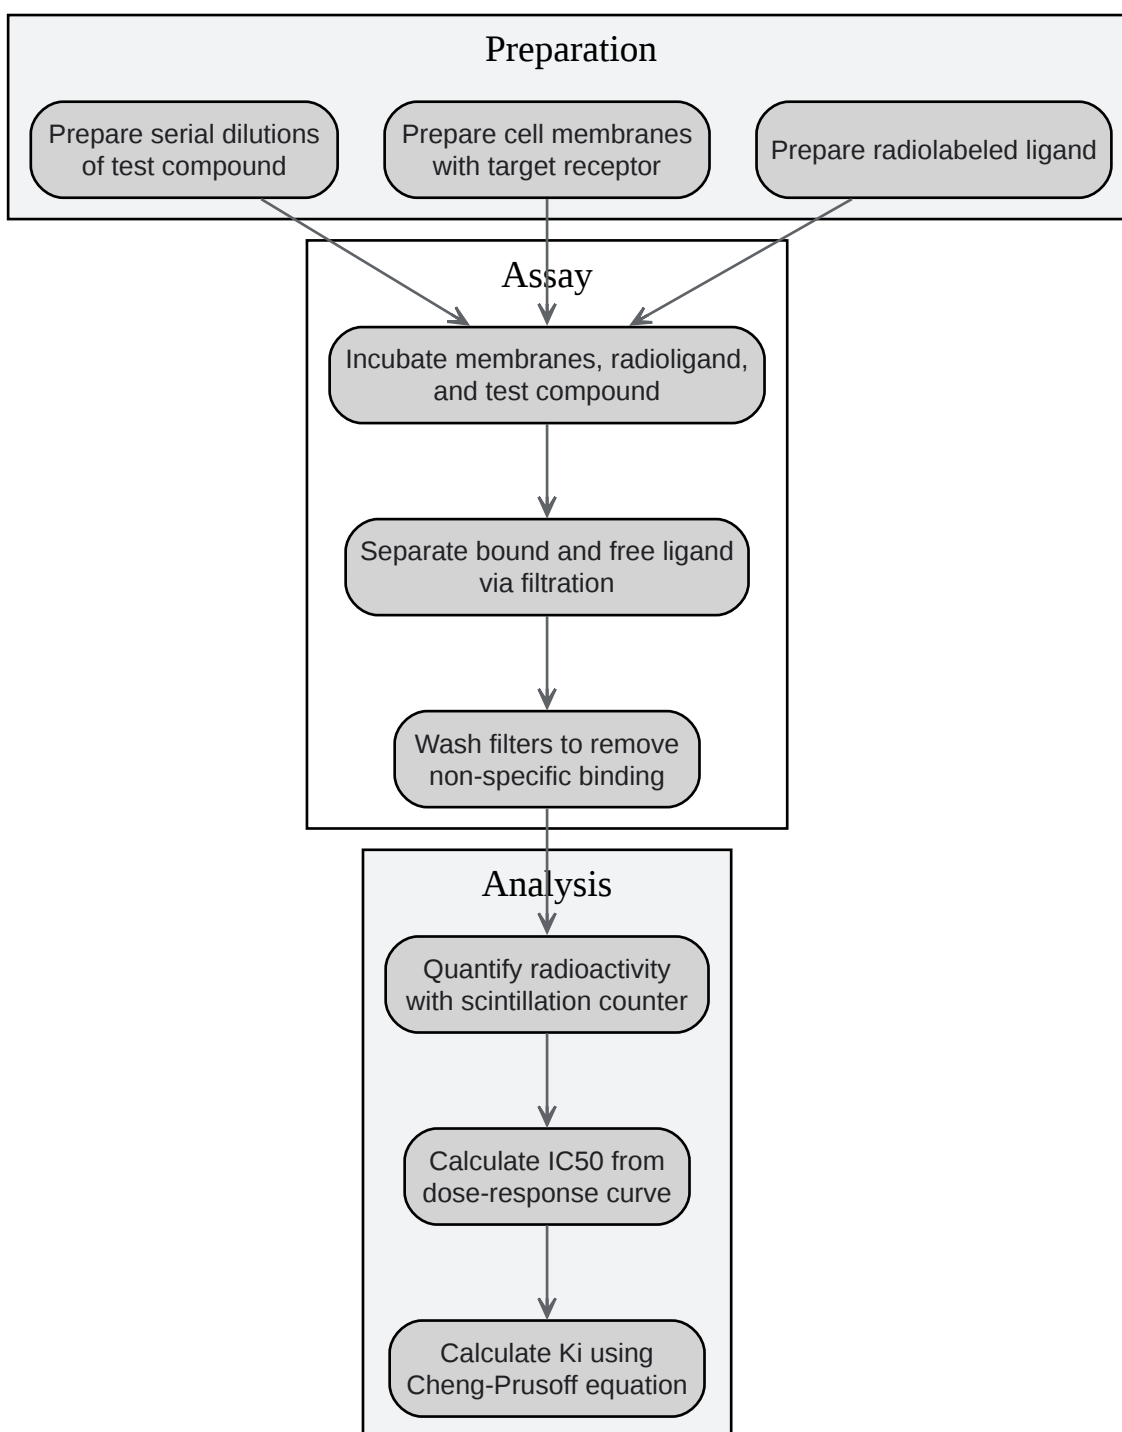 Preparation
Prepare serial dilutions
of test compound
Prepare cell membranes
with target receptor
Prepare radiolabeled ligand
Assay
Incubate membranes, radioligand,
and test compound
Separate bound and free ligand
via filtration
Wash filters to remove
non-specific binding
Analysis
Quantify radioactivity
with scintillation counter
Calculate IC50 from
dose-response curve
Calculate Ki using
Cheng-Prusoff equation